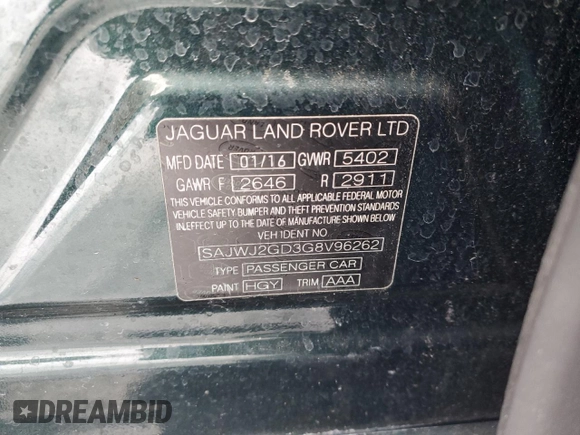 JAGUAR LAND ROVER LTD
MFD DATE 01/16 GVWR 5402
GAWR F 2646 R 2911
THIS VEHICLE CONFORMS TO ALL APPLICABLE FEDERAL MOTOR
VEHICLE SAFETY BUMPER AND THEFT PREVENTION STANDARDS
IN EFFECT UP TO THE DATE OF MANUFACTURE SHOWN ABOVE
VEH IDENT NO
SAJWJ2GD3G8V96262
TYPE PASSENGER CAR
PAINT HGY TRIM AAA
DREAMBID